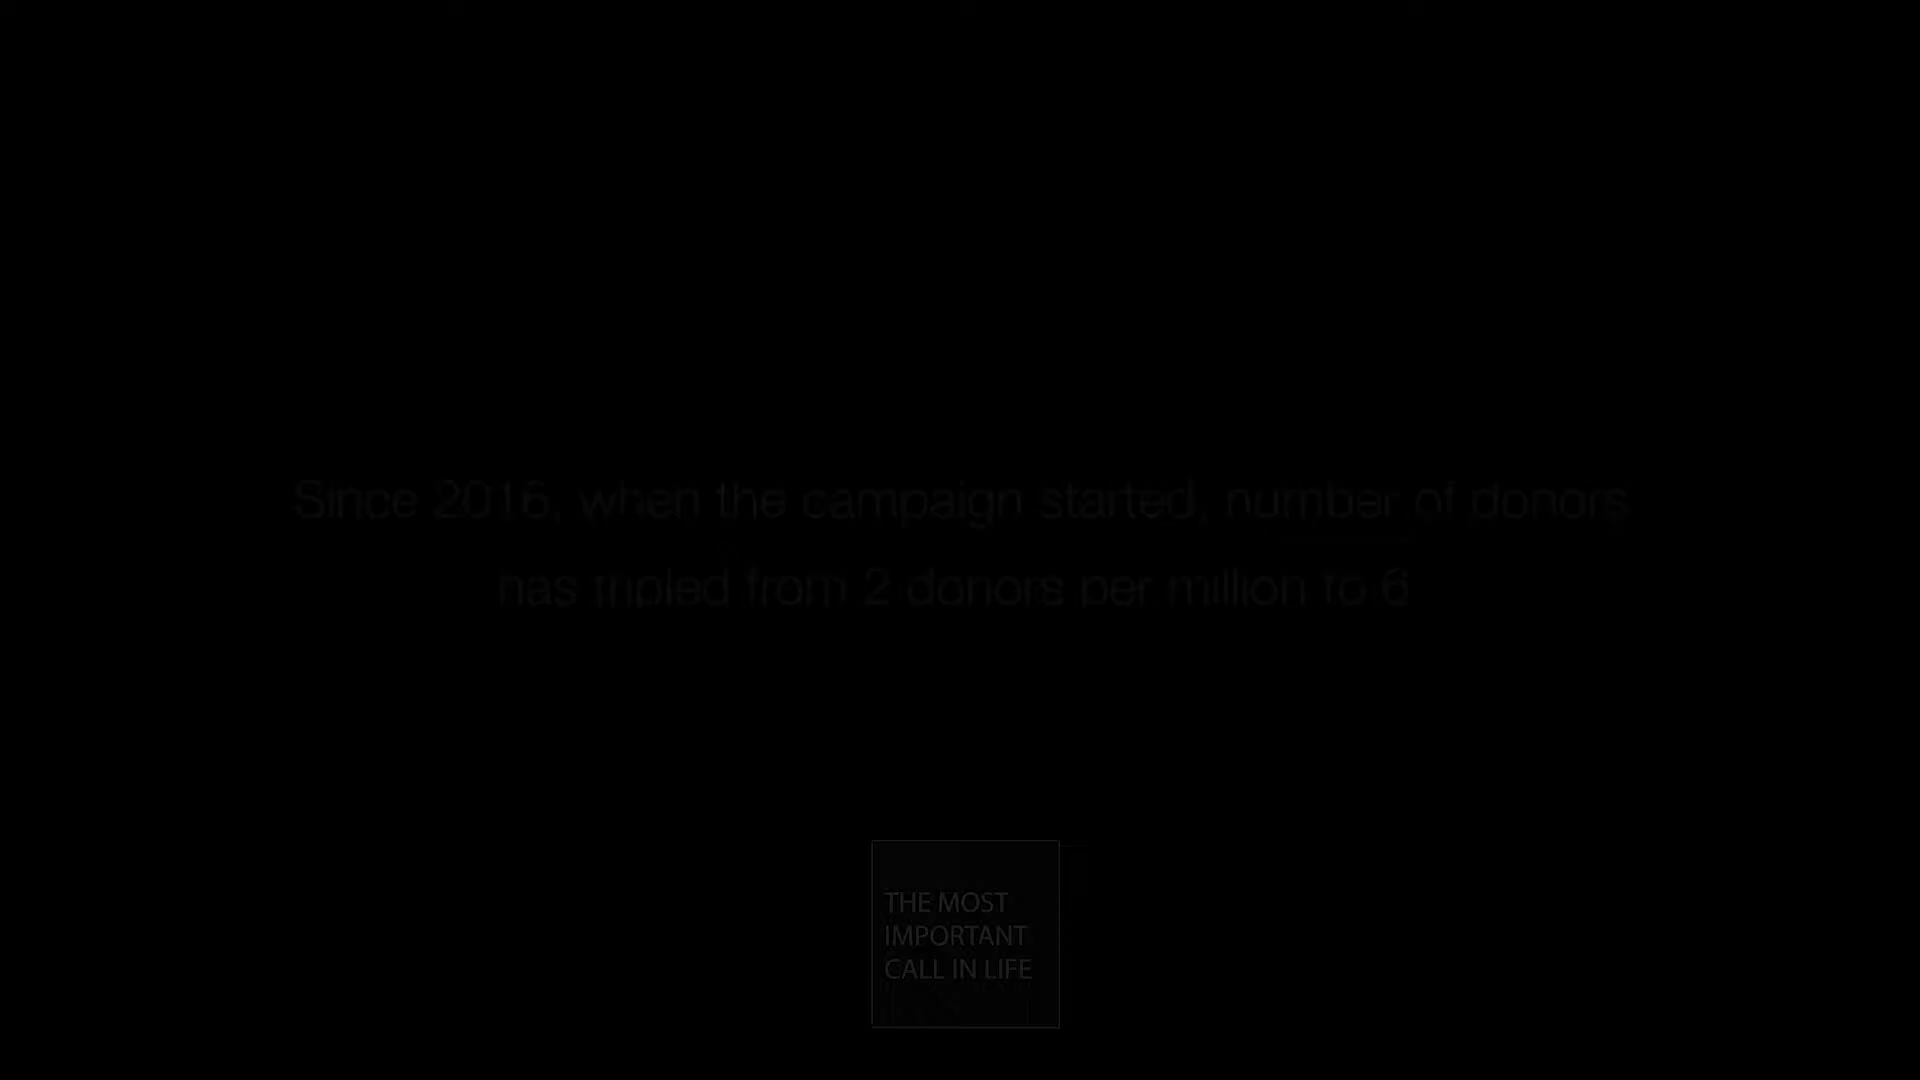 Since 2016, when the campaign started, number of donors
has tripled from 2 donors per million to 6
THE MOST
IMPORTANT
CALL IN LIFE